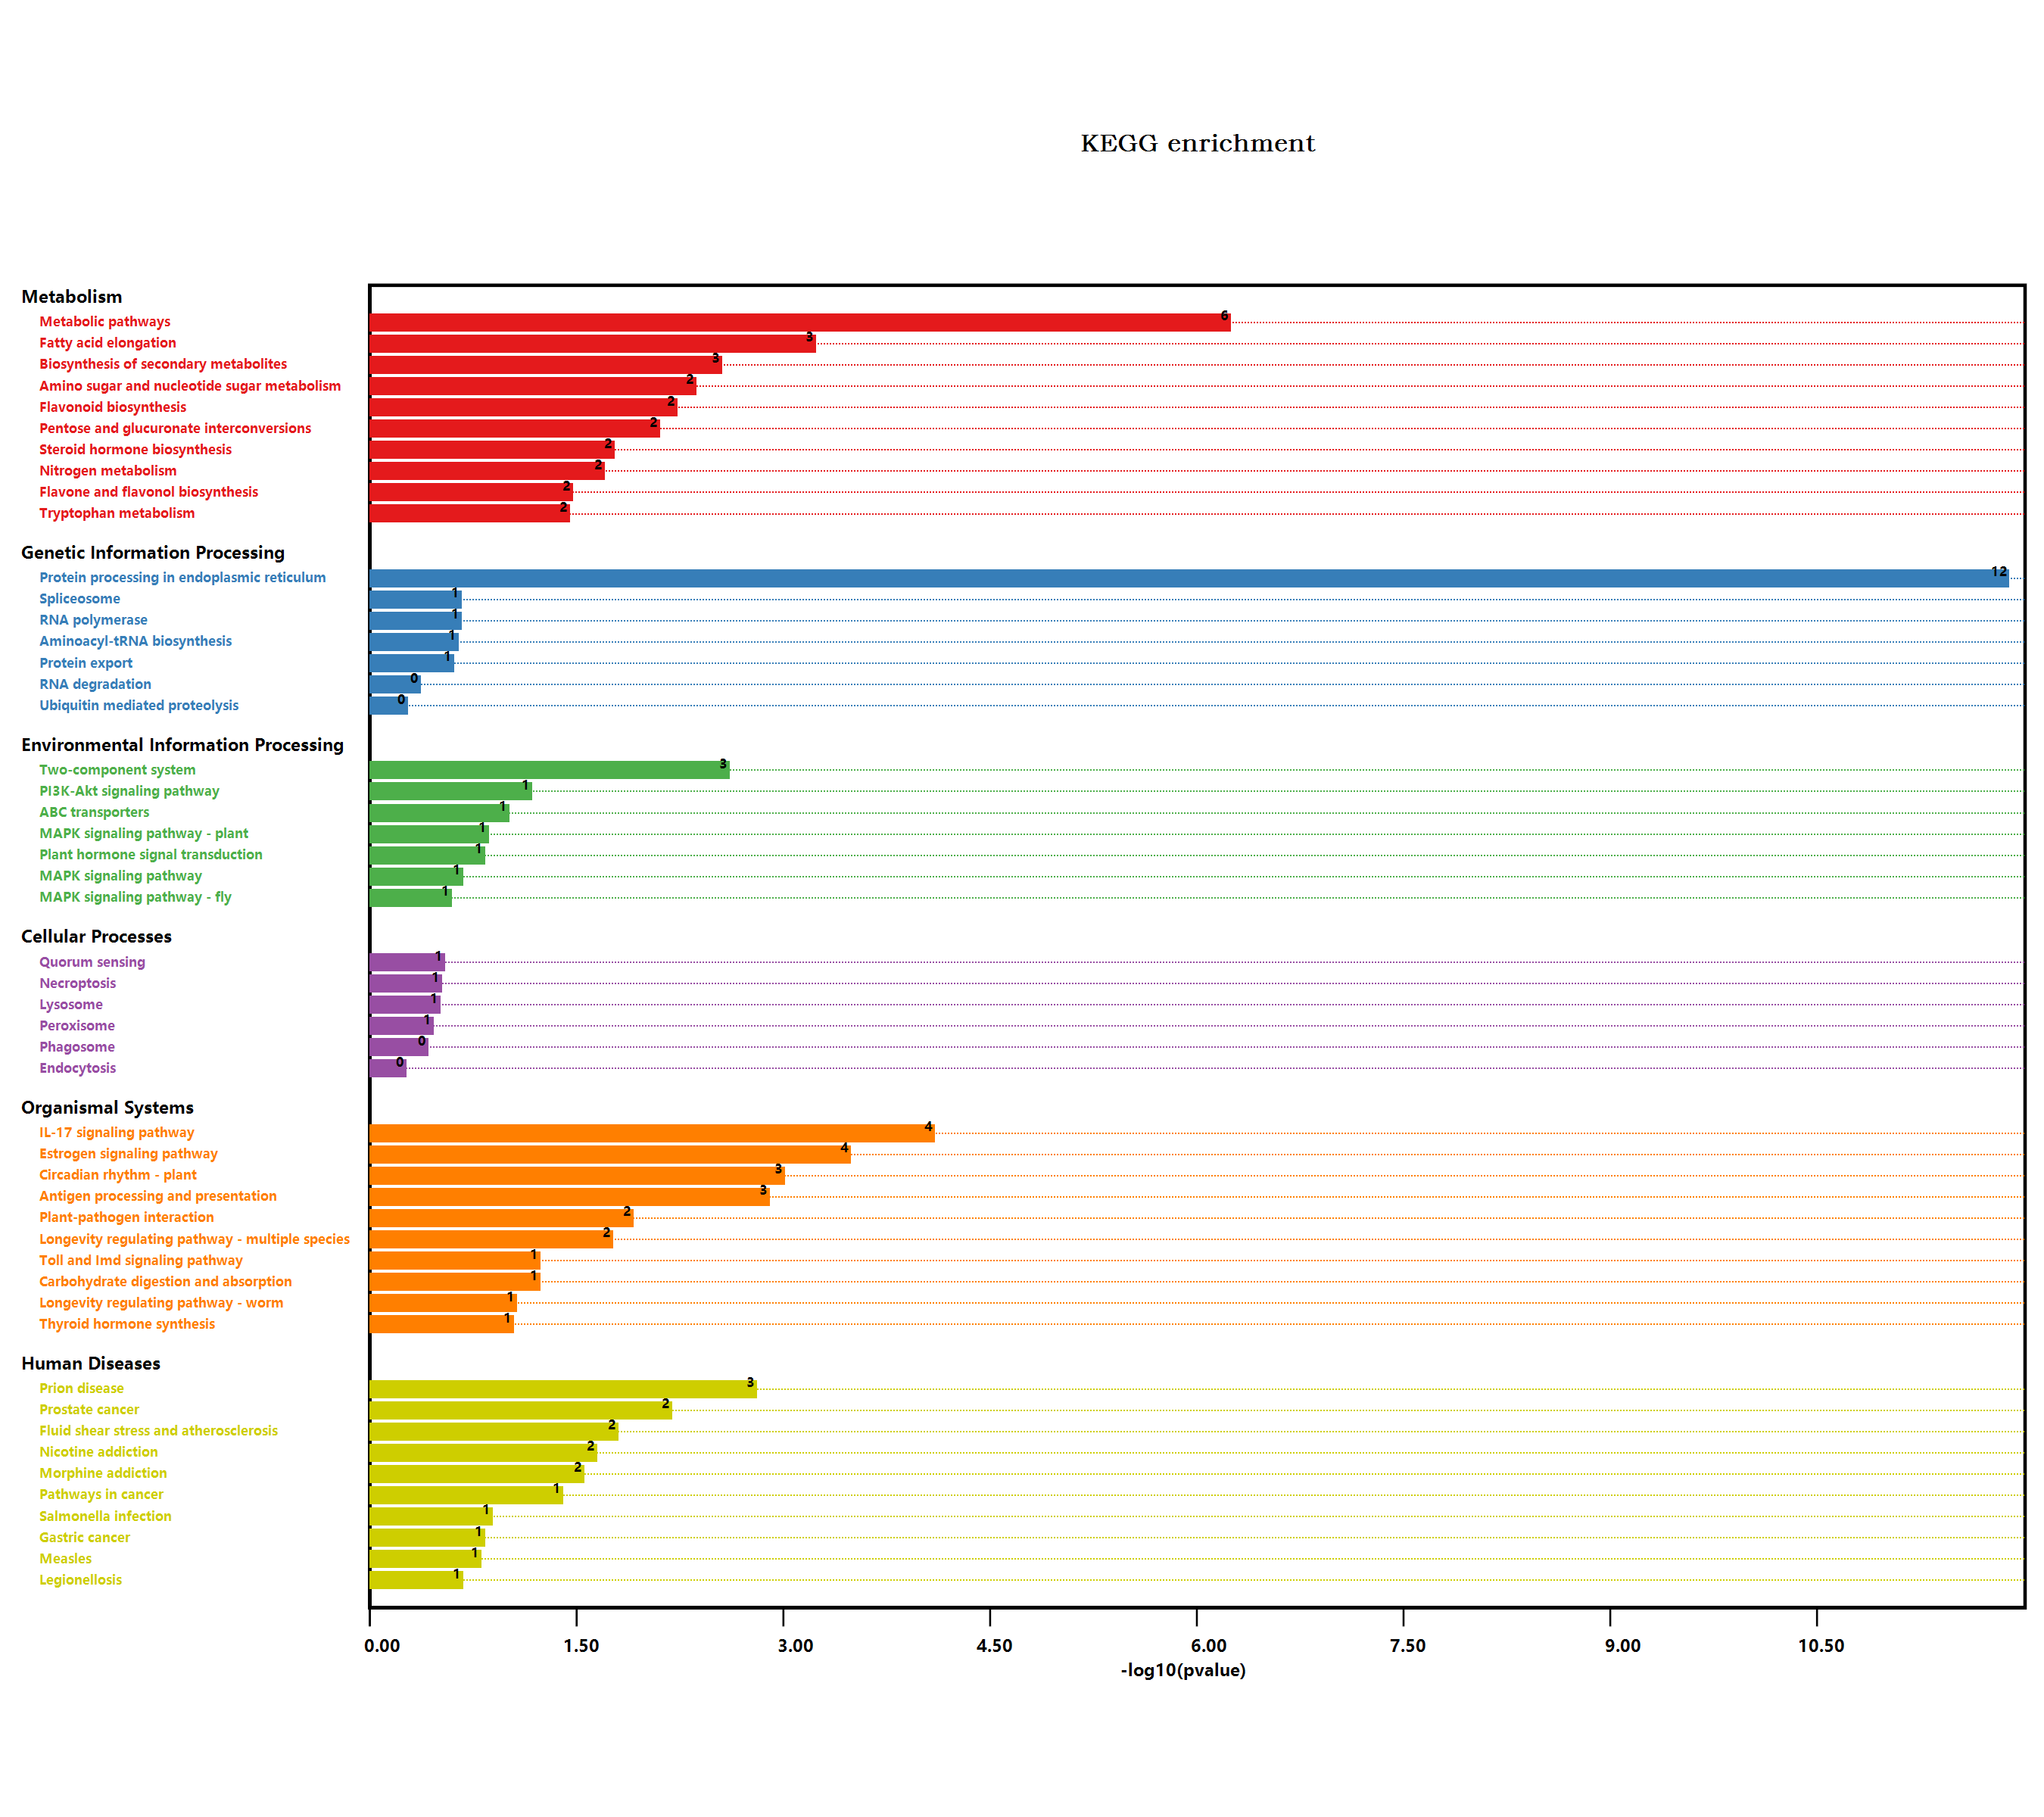 KEGG enrichment
Metabolism
Metabolic pathways 6
Fatty acid elongation 3
Biosynthesis of secondary metabolites 3
Amino sugar and nucleotide sugar metabolism 2
Flavonoid biosynthesis 2
Pentose and glucuronate interconversions 2
Steroid hormone biosynthesis 2
Nitrogen metabolism 2
Flavone and flavonol biosynthesis 2
Tryptophan metabolism 2
Genetic Information Processing
Protein processing in endoplasmic reticulum 12
Spliceosome 1
RNA polymerase 1
Aminoacyl-tRNA biosynthesis 1
Protein export 1
RNA degradation 0
Ubiquitin mediated proteolysis 0
Environmental Information Processing
Two-component system 3
PI3K-Akt signaling pathway 1
ABC transporters 1
MAPK signaling pathway - plant 1
Plant hormone signal transduction 1
MAPK signaling pathway 1
MAPK signaling pathway - fly 1
Cellular Processes
Quorum sensing 1
Necroptosis 1
Lysosome 1
Peroxisome 1
Phagosome 0
Endocytosis 0
Organismal Systems
IL-17 signaling pathway 4
Estrogen signaling pathway 4
Circadian rhythm - plant 3
Antigen processing and presentation 3
Plant-pathogen interaction 2
Longevity regulating pathway - multiple species 2
Toll and Imd signaling pathway 1
Carbohydrate digestion and absorption 1
Longevity regulating pathway - worm 1
Thyroid hormone synthesis 1
Human Diseases
Prion disease 3
Prostate cancer 2
Fluid shear stress and atherosclerosis 2
Nicotine addiction 2
Morphine addiction 2
Pathways in cancer 1
Salmonella infection 1
Gastric cancer 1
Measles 1
Legionellosis 1
0.00 1.50 3.00 4.50 6.00 7.50 9.00 10.50
-log10(pvalue)